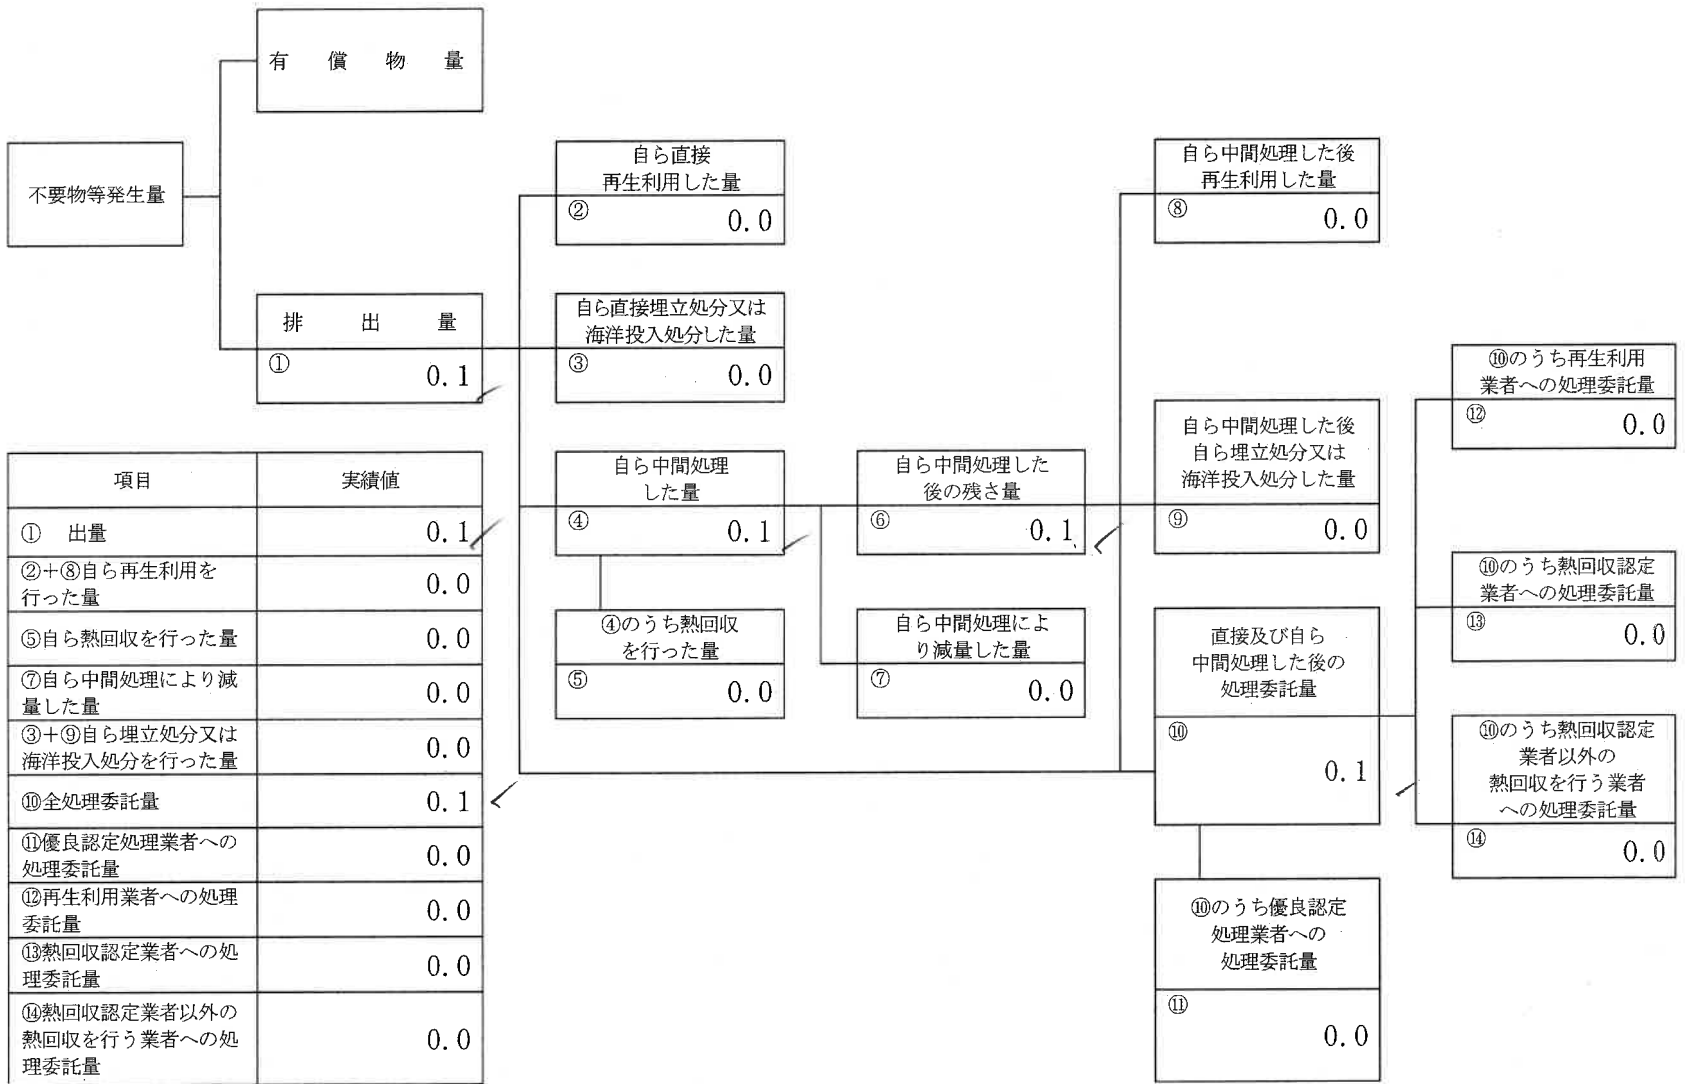 有償物量
不要物等発生量
排出量
①
0.1
自ら直接
再生利用した量
②
0.0
自ら直接埋立処分又は
海洋投入処分した量
③
0.0
自ら中間処理
した量
④
0.1
④のうち熱回収
を行った量
⑤
0.0
自ら中間処理した
後の残さ量
⑥
0.1
自ら中間処理によ
り減量した量
⑦
0.0
自ら中間処理した後
再生利用した量
⑧
0.0
自ら中間処理した後
自ら埋立処分又は
海洋投入処分した量
⑨
0.0
直接及び自ら
中間処理した後の
処理委託量
⑩
0.1
⑩のうち優良認定
処理業者への
処理委託量
⑪
0.0
⑩のうち再生利用
業者への処理委託量
⑫
0.0
⑩のうち熱回収認定
業者への処理委託量
⑬
0.0
⑩のうち熱回収認定
業者以外の
熱回収を行う業者
への処理委託量
⑭
0.0
項目 実績値
① 出量 0.1
②+⑧自ら再生利用を
行った量
0.0
⑤自ら熱回収を行った量 0.0
⑦自ら中間処理により減
量した量
0.0
③+⑨自ら埋立処分又は
海洋投入処分を行った量
0.0
⑩全処理委託量 0.1
⑪優良認定処理業者への
処理委託量
0.0
⑫再生利用業者への処理
委託量
0.0
⑬熱回収認定業者への処
理委託量
0.0
⑭熱回収認定業者以外の
熱回収を行う業者への処
理委託量
0.0